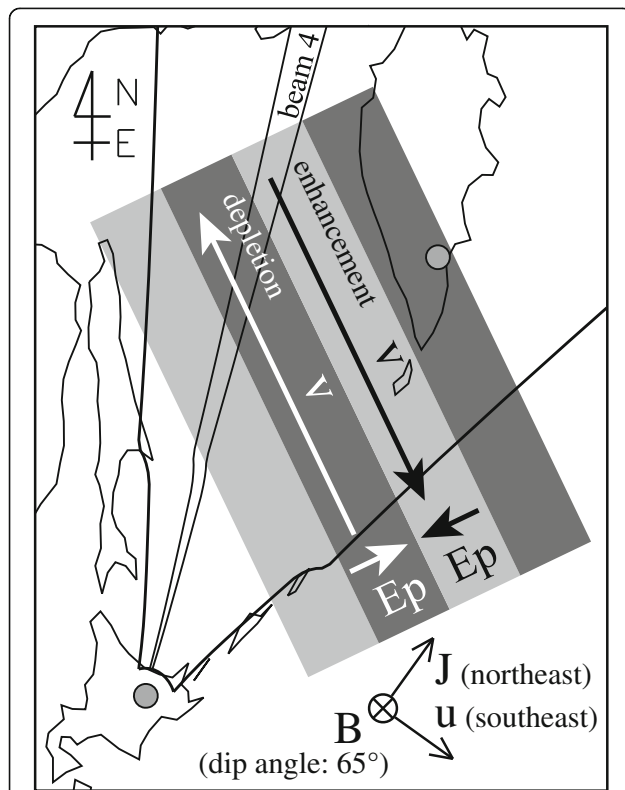 N
E
beam 4
depletion
enhancement
V
V
Ep
Ep
J (northeast)
u (southeast)
B
(dip angle: 65°)